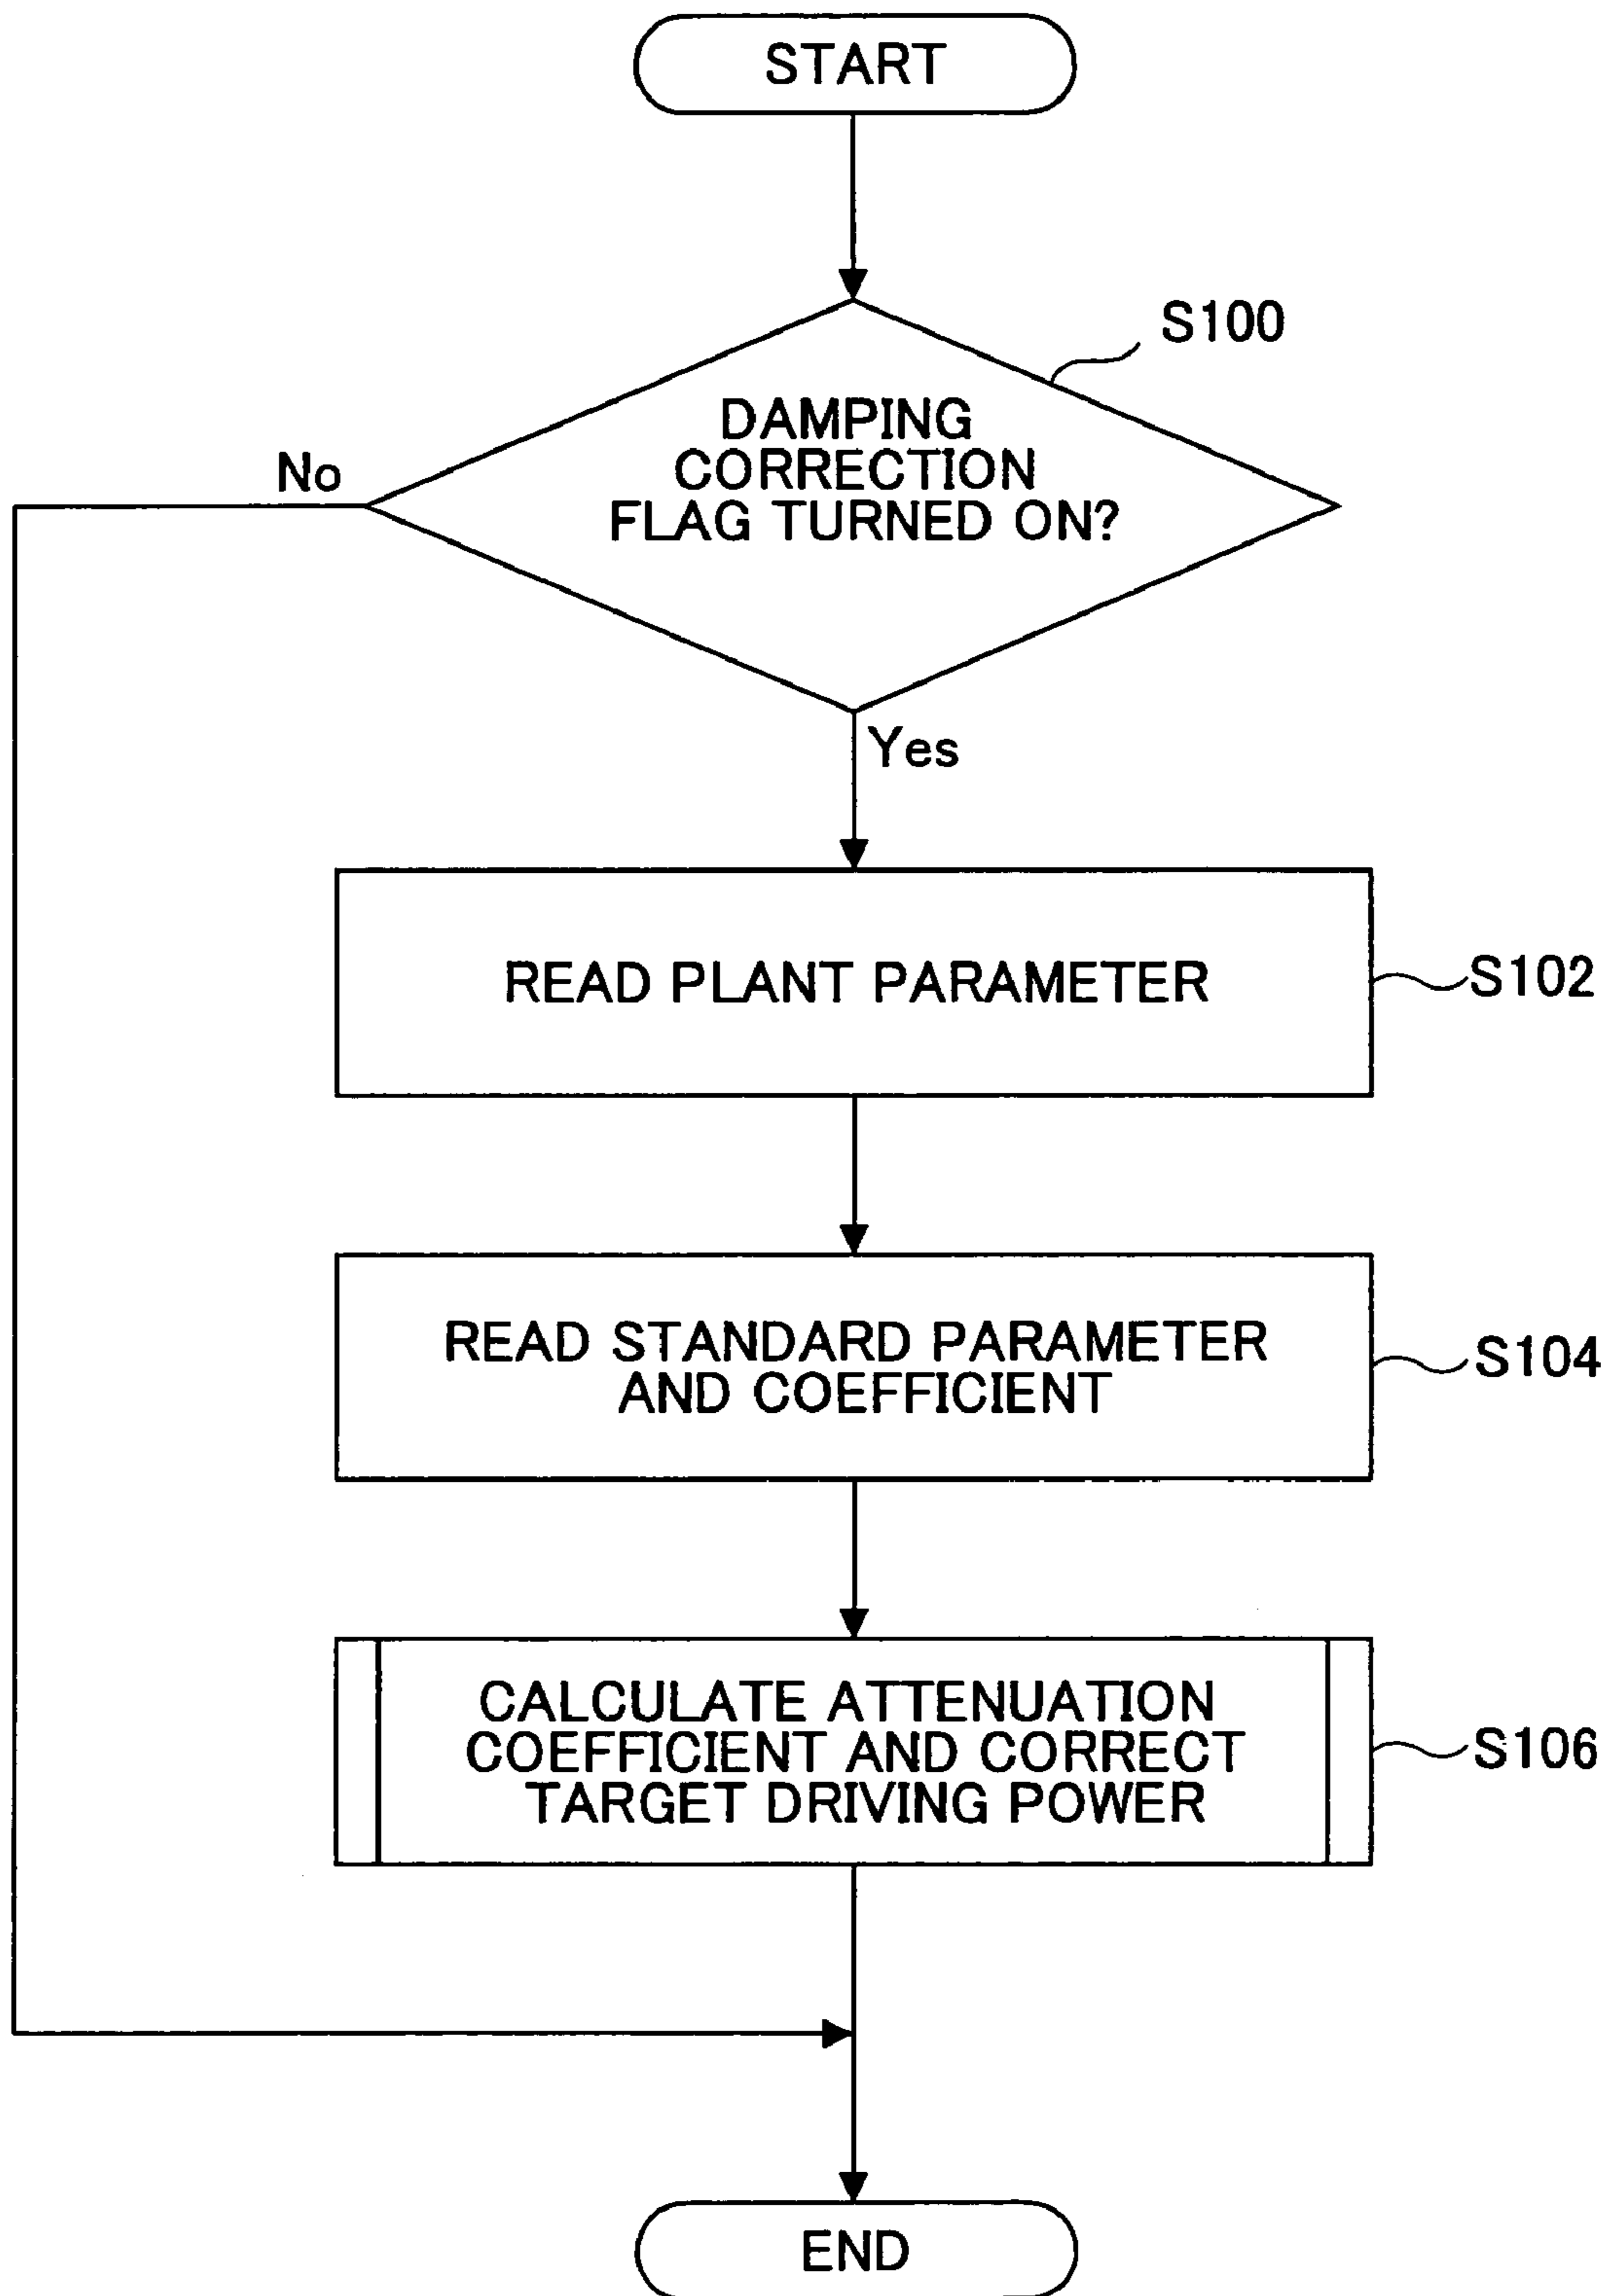 START
S100
DAMPING
CORRECTION
FLAG TURNED ON?
No
Yes
READ PLANT PARAMETER
S102
READ STANDARD PARAMETER
AND COEFFICIENT
S104
CALCULATE ATTENUATION
COEFFICIENT AND CORRECT
TARGET DRIVING POWER
S106
END